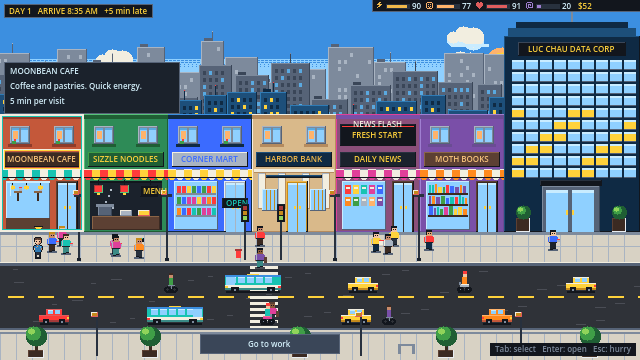 DAY 1 ARRIVE 8:35 AM +5 min late
90 77 91 20 $52
LUC CHAU DATA CORP
MOONBEAN CAFE
Coffee and pastries. Quick energy.
5 min per visit
NEWS FLASH
FRESH START
MOONBEAN CAFE
SIZZLE NOODLES
CORNER MART
HARBOR BANK
DAILY NEWS
MOTH BOOKS
MENU
OPEN
Go to work
Tab: select Enter: open Esc: hurry